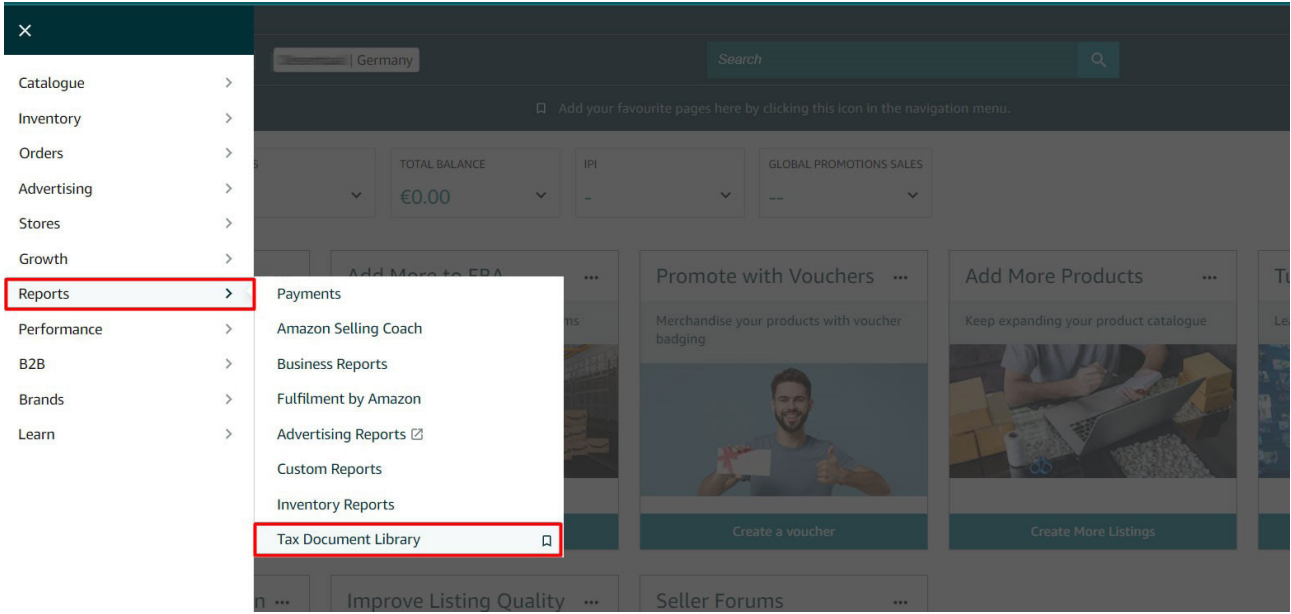 | Germany
Search
Add your favourite pages here by clicking this icon in the navigation menu.
Catalogue
Inventory
Orders
Advertising
Stores
Growth
Reports
Performance
B2B
Brands
Learn
TOTAL BALANCE
€0.00
IPI
-
GLOBAL PROMOTIONS SALES
--
Payments
Amazon Selling Coach
Business Reports
Fulfilment by Amazon
Advertising Reports
Custom Reports
Inventory Reports
Tax Document Library
Add More to FBA
Promote with Vouchers
Merchandise your products with voucher
badging
Create a voucher
Add More Products
Keep expanding your product catalogue
Create More Listings
Improve Listing Quality
Seller Forums